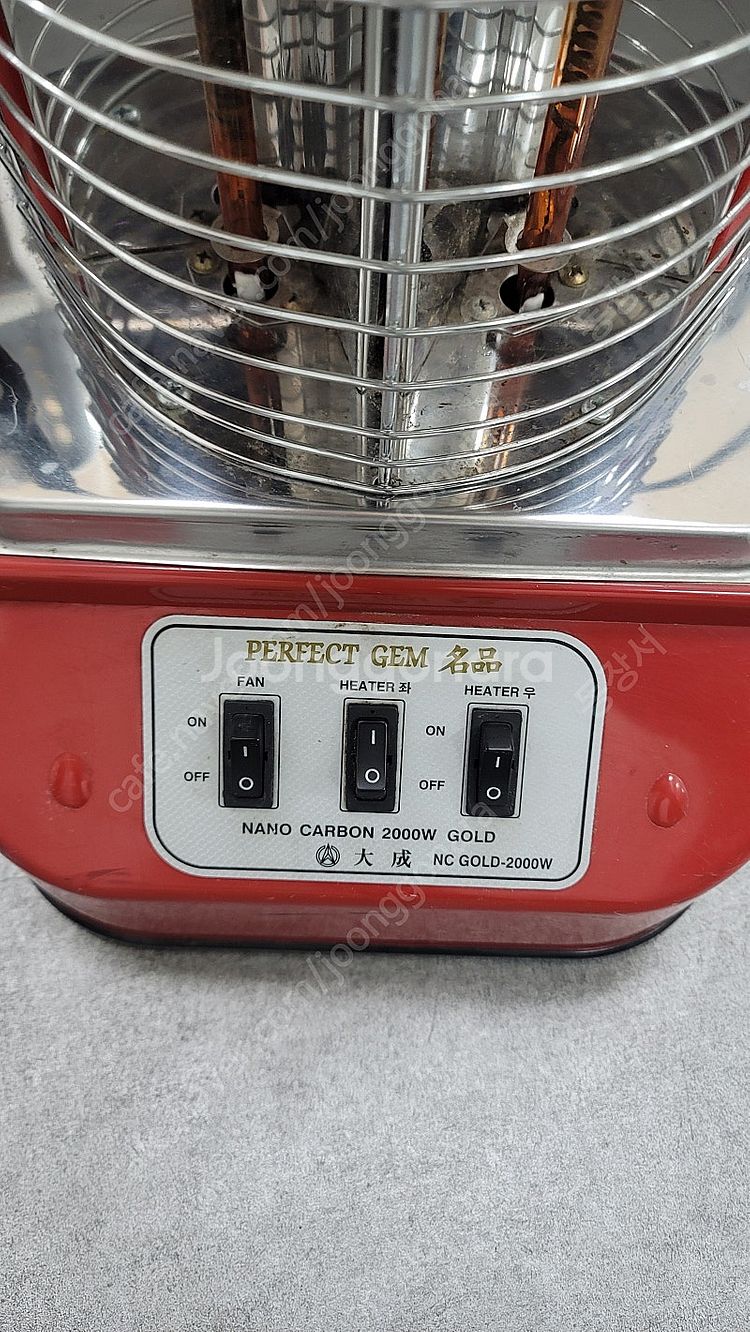 PERFECT GEM 名品
Joonggonara
FAN
HEATER 좌
HEATER 우
ON
ON
OFF
OFF
NANO CARBON 2000W GOLD
大成 NC GOLD-2000W